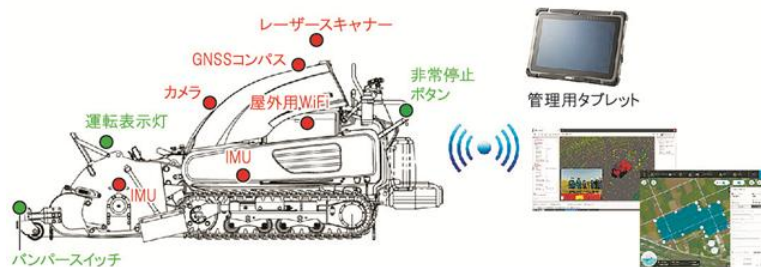 レーザースキャナー
GNSSコンパス
カメラ
屋外用WiFi
非常停止
ボタン
運転表示灯
IMU
IMU
バンパースイッチ
管理用タブレット